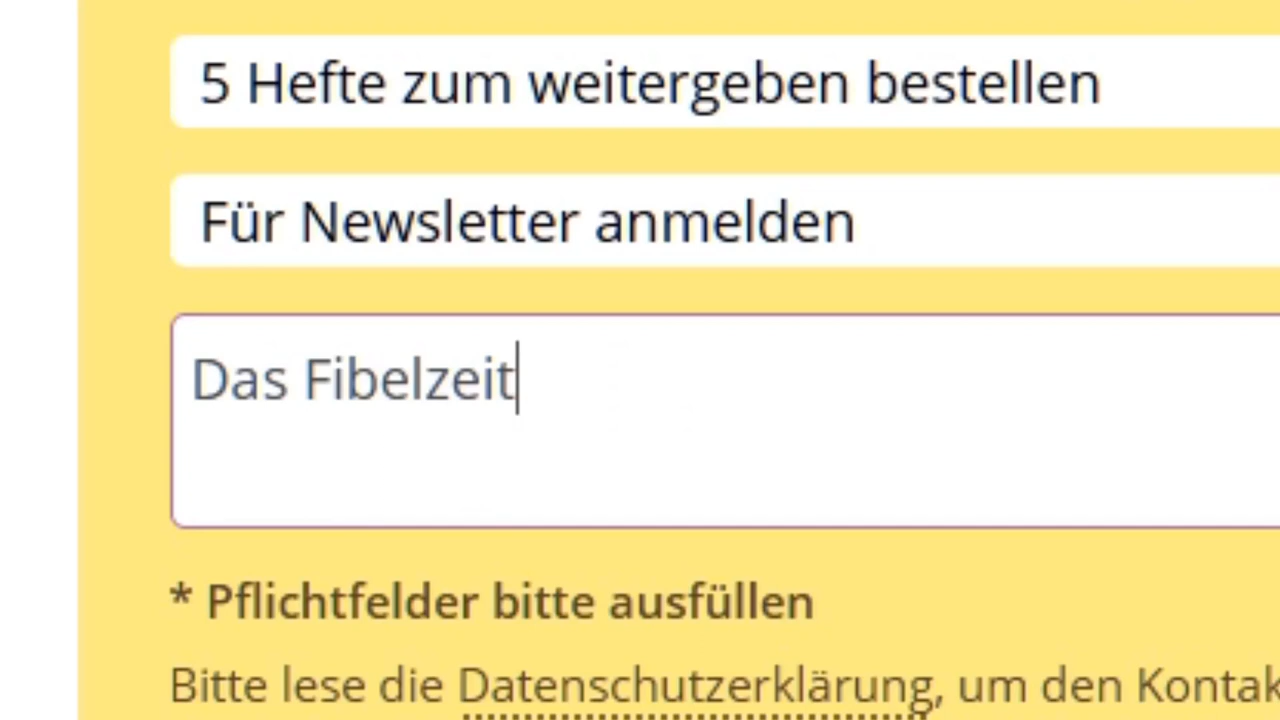 5 Hefte zum weitergeben bestellen
Für Newsletter anmelden
Das Fibelzeit
* Pflichtfelder bitte ausfüllen
Bitte lese die Datenschutzerklärung, um den Kontak